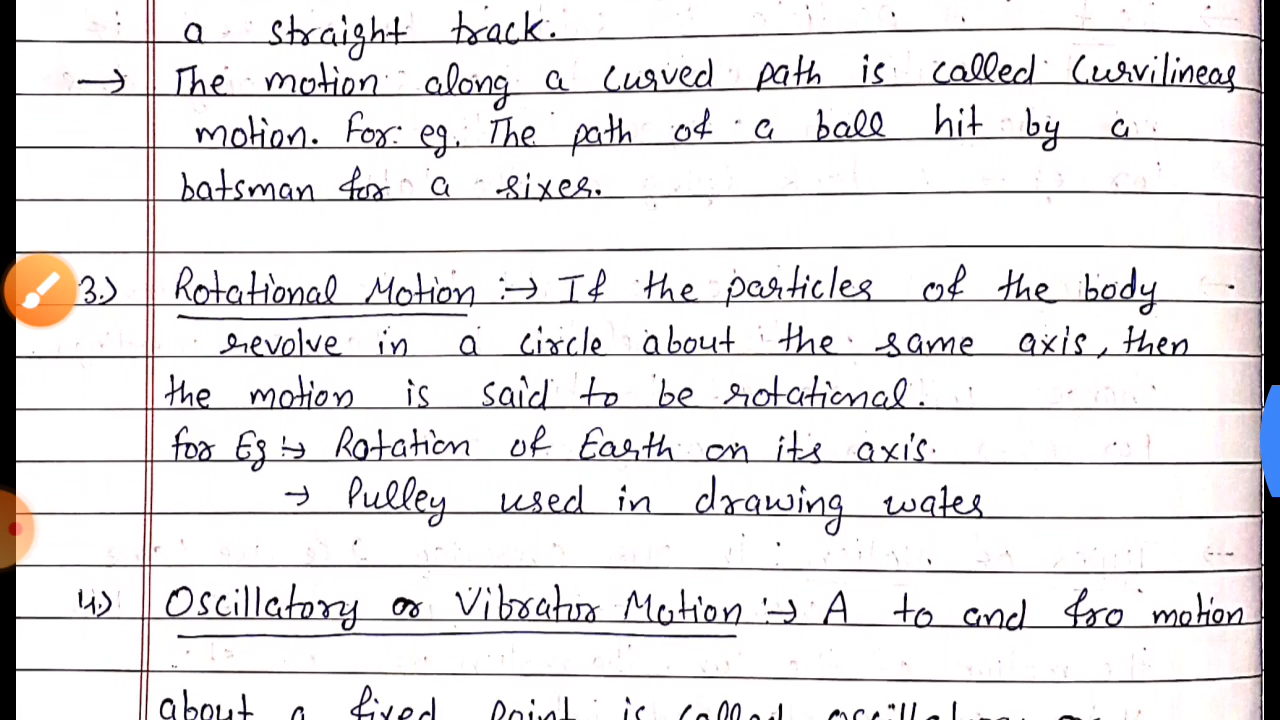 a straight track.
→ The motion along a curved path is called Curvilinear
motion. For: eg. The path of a ball hit by a
batsman for a sixer.
3.) Rotational Motion :→ If the particles of the body
revolve in a circle about the same axis, then
the motion is said to be rotational.
for Eg :→ Rotation of Earth on its axis.
→ Pulley used in drawing water
4.) Oscillatory or Vibrator Motion :→ A to and fro motion
about a fixed point is called